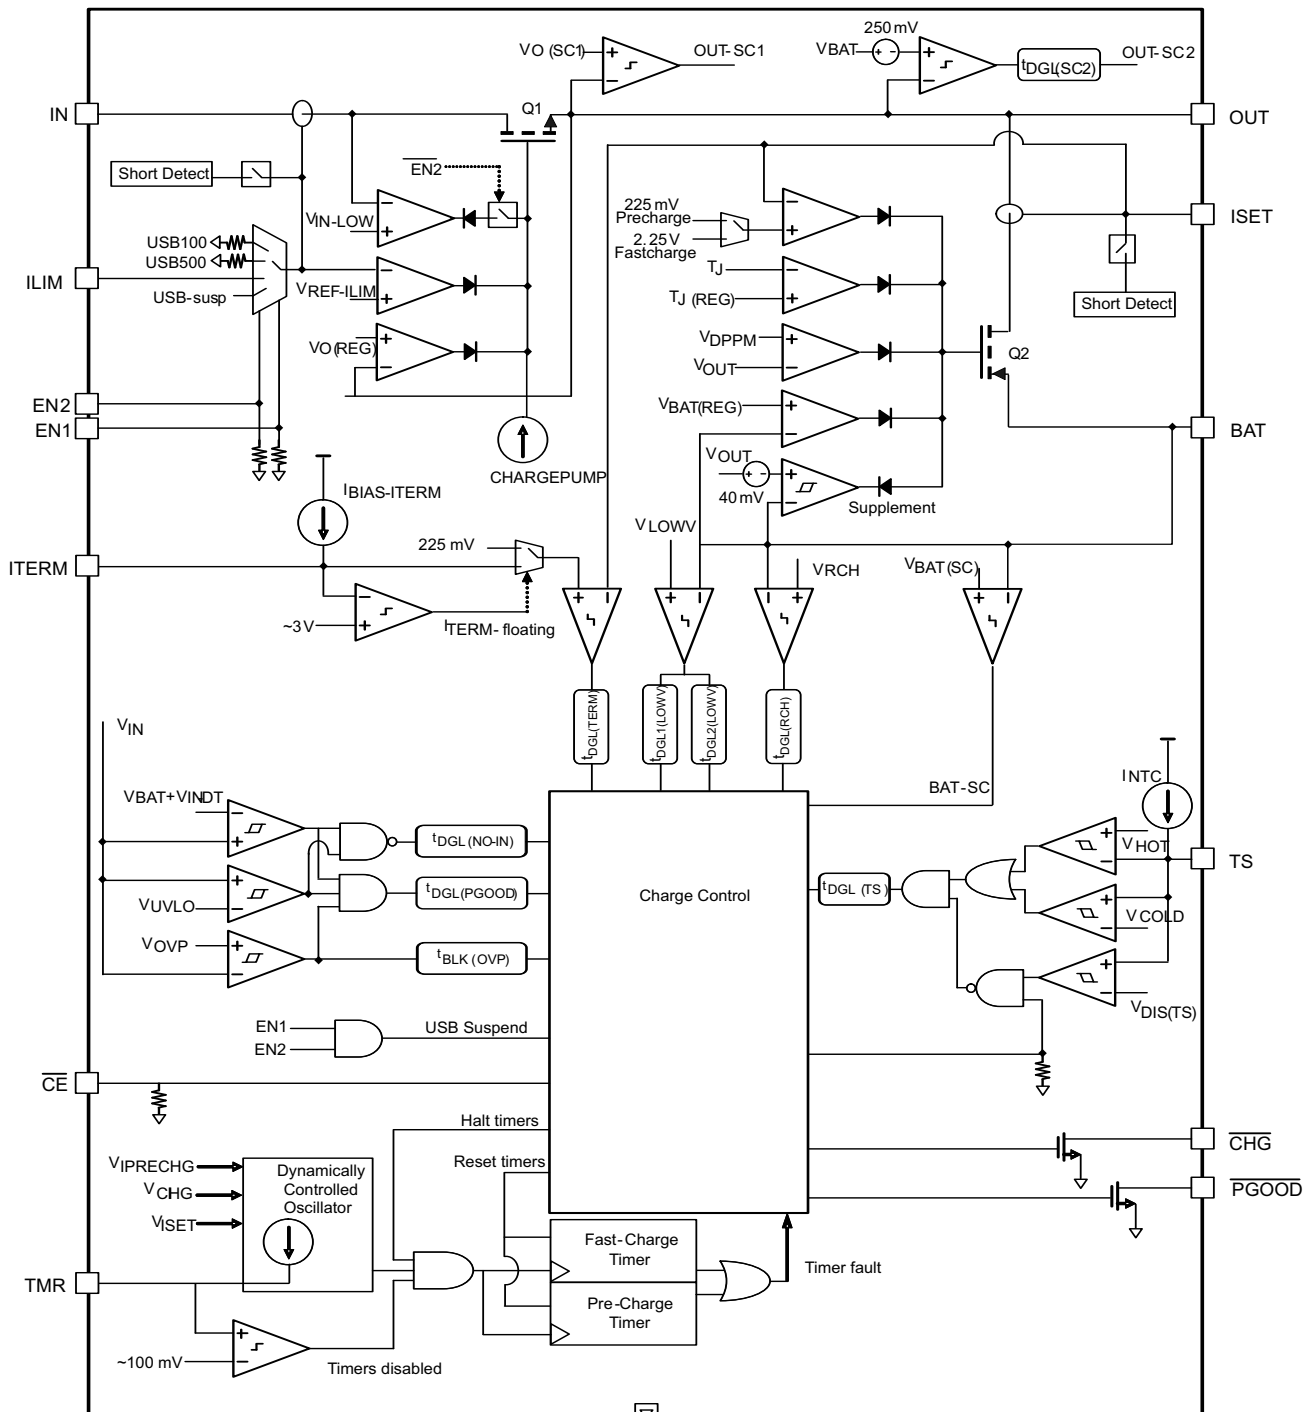 VO (SC1)
OUT-SC1
250 mV
VBAT
tDGL(SC2)
OUT-SC2
IN
Q1
OUT
Short Detect
EN2
VIN-LOW
225 mV
Precharge
2.25V
Fastcharge
ISET
USB100
USB500
USB-susp
ILIM
VREF-ILIM
TJ
TJ (REG)
Short Detect
VO(REG)
VDPPM
VOUT
Q2
EN2
EN1
VBAT(REG)
BAT
CHARGEPUMP
VOUT
40 mV
Supplement
IBIAS-ITERM
VLOWV
225 mV
ITERM
VRCH
VBAT(SC)
~3V
ITERM- floating
tDGL(TERM)
tDGL1(LOWV)
tDGL2(LOWV)
tDGL(RCH)
VIN
BAT-SC
INTC
VBAT+VINDT
tDGL(NO-IN)
VHOT
TS
VUVLO
tDGL(PGOOD)
Charge Control
tDGL (TS)
VCOLD
VOVP
tBLK (OVP)
VDIS(TS)
EN1
EN2
USB Suspend
CE
Halt timers
CHG
Reset timers
PGOOD
VIPRECHG
VCHG
VISET
Dynamically
Controlled
Oscillator
Fast-Charge
Timer
Timer fault
TMR
Pre-Charge
Timer
~100 mV
Timers disabled